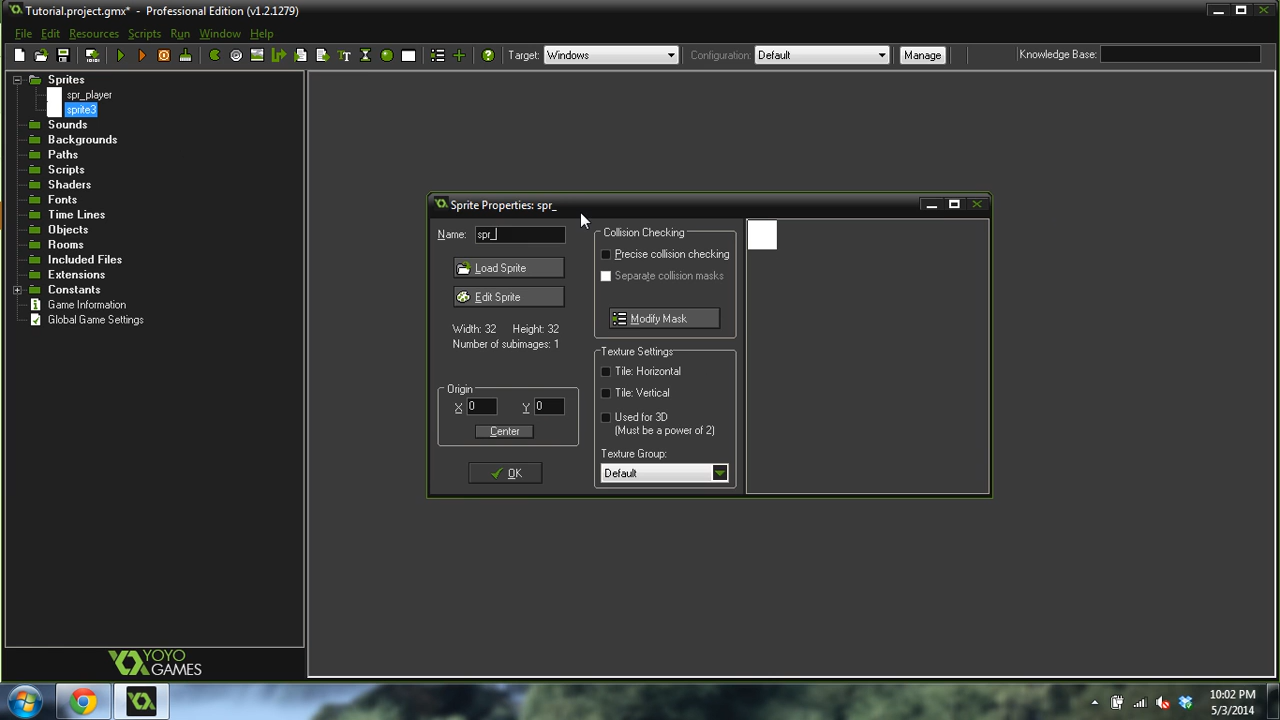 Tutorial.project.gmx* - Professional Edition (v1.2.1279)
File Edit Resources Scripts Run Window Help
Target: Windows Configuration: Default Manage Knowledge Base:
Sprites
spr_player
sprite3
Sounds
Backgrounds
Paths
Scripts
Shaders
Fonts
Time Lines
Objects
Rooms
Included Files
Extensions
Constants
Game Information
Global Game Settings
YOYO
GAMES
Sprite Properties: spr_
Name: spr_
Load Sprite
Edit Sprite
Width: 32 Height: 32
Number of subimages: 1
Origin
X 0 Y 0
Center
OK
Collision Checking
Precise collision checking
Separate collision masks
Modify Mask
Texture Settings
Tile: Horizontal
Tile: Vertical
Used for 3D
(Must be a power of 2)
Texture Group:
Default
10:02 PM
5/3/2014